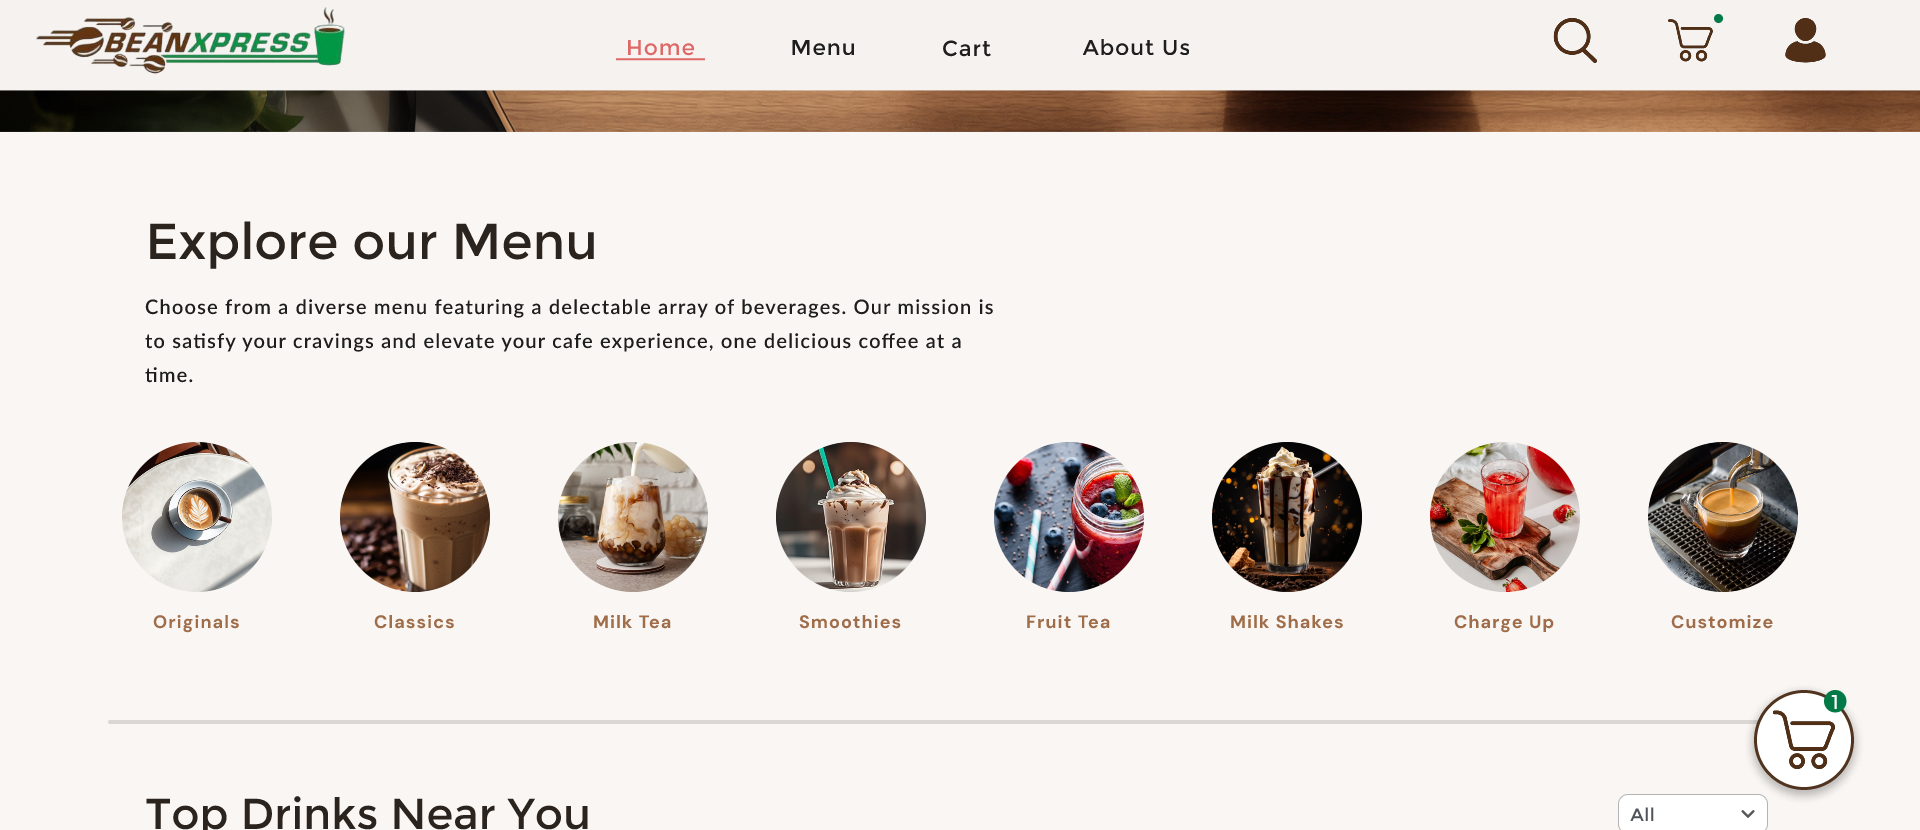 BEANXPRESS
Home
Menu
Cart
About Us
Explore our Menu
Choose from a diverse menu featuring a delectable array of beverages. Our mission is
to satisfy your cravings and elevate your cafe experience, one delicious coffee at a
time.
Originals
Classics
Milk Tea
Smoothies
Fruit Tea
Milk Shakes
Charge Up
Customize
1
Top Drinks Near You
All